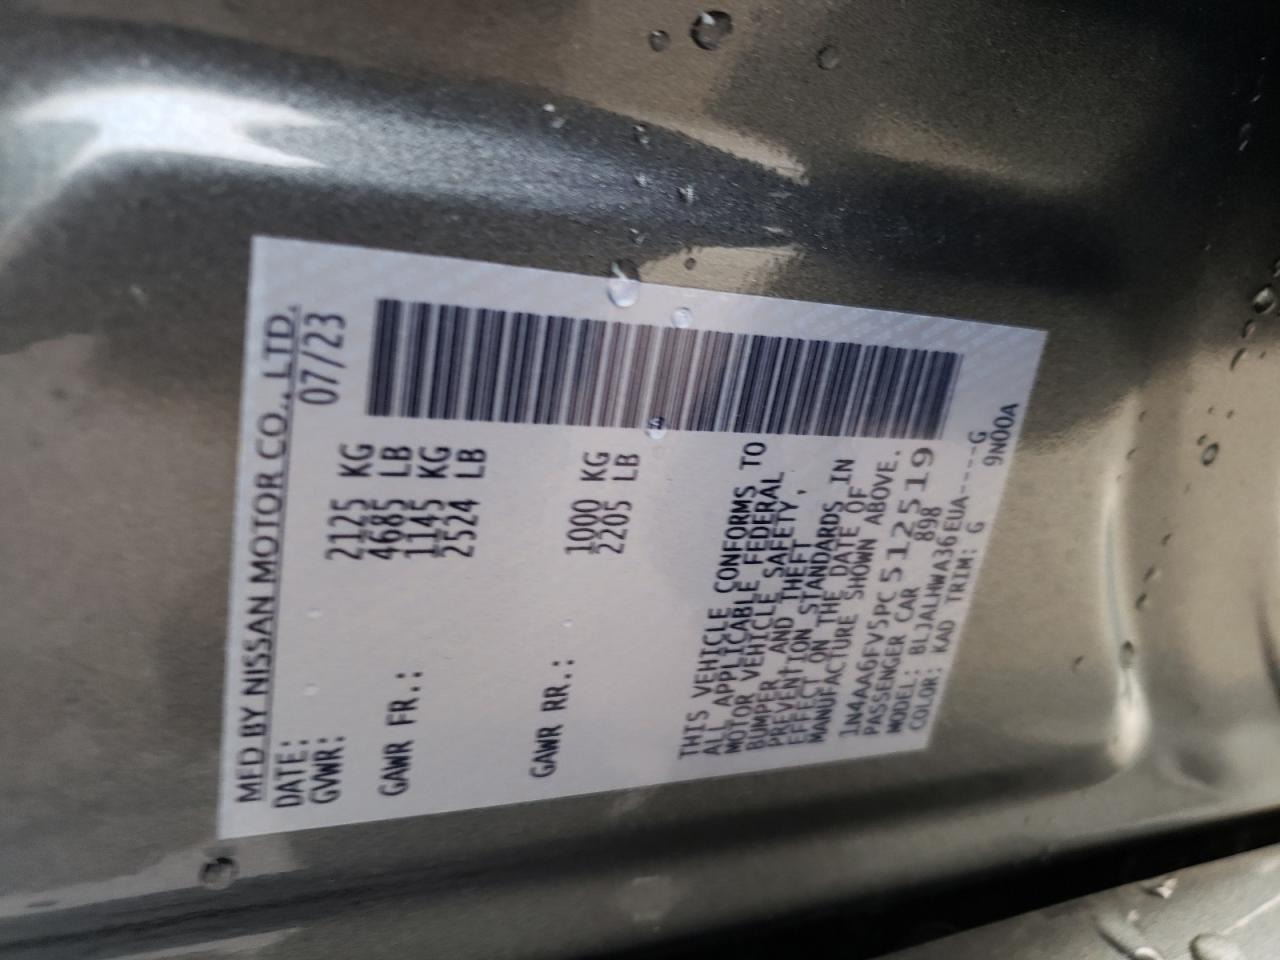 MFD BY NISSAN MOTOR CO., LTD.
DATE: 07/23
GVWR: 2125 KG
4685 LB
GAWR FR.: 1145 KG
2524 LB
GAWR RR.: 1000 KG
2205 LB
THIS VEHICLE CONFORMS TO
ALL APPLICABLE FEDERAL
MOTOR VEHICLE SAFETY,
BUMPER, AND THEFT
PREVENTION STANDARDS IN
EFFECT ON THE DATE OF
MANUFACTURE SHOWN ABOVE.
1N4AA6FV5PC512519
PASSENGER CAR 898
MODEL: BLJALHWA36EUA----G
COLOR: KAD TRIM: G 9N00A